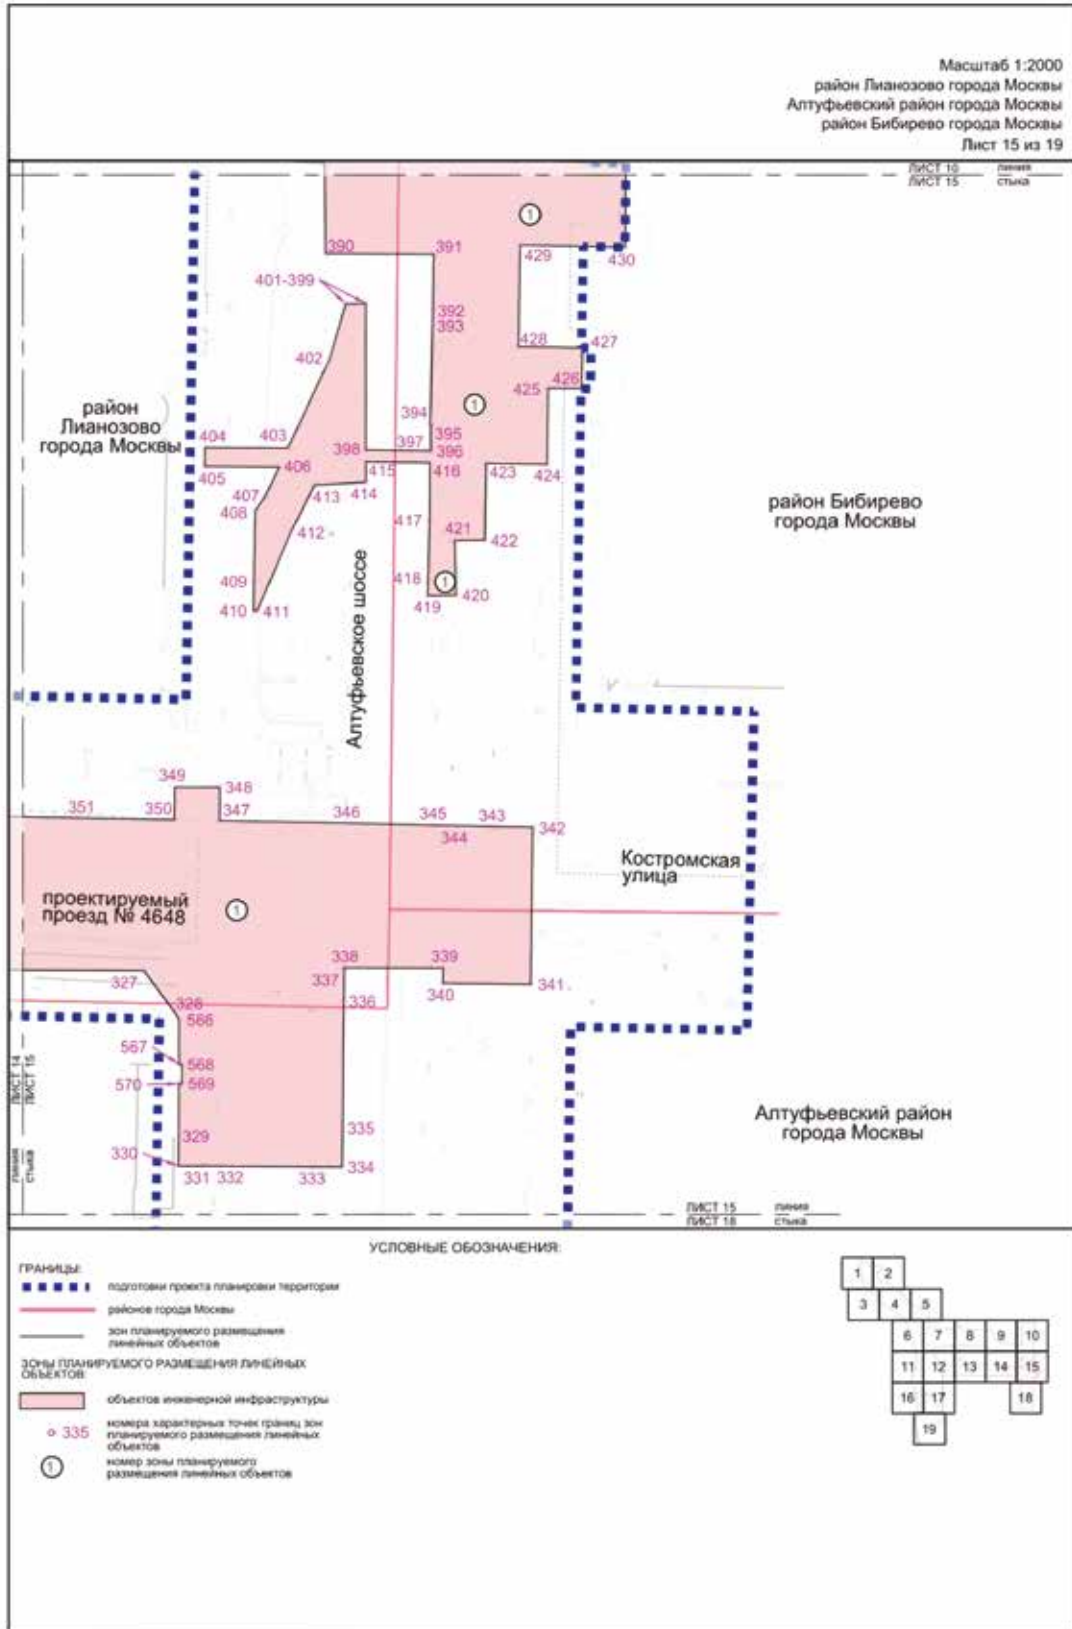 Масштаб 1:2000
район Лианозово города Москвы
Алтуфьевский район города Москвы
район Бибирево города Москвы
Лист 15 из 19
ЛИСТ 10 линия
ЛИСТ 15 стыка
390
391
429
430
401-399
392
393
428
427
402
426
425
район
Лианозово
города Москвы
394
404
403
395
398
397
396
405
406
415
416
423
424
407
413
414
408
417
412
421
422
район Бибирево
города Москвы
409
418
410
411
419
420
1
1
1
Алтуфьевское шоссе
349
348
351
350
347
346
345
343
342
344
Костромская
улица
проектируемый
проезд № 4648
1
338
339
327
337
340
341
328
336
566
567
568
570
569
ЛИСТ 14
ЛИСТ 15
Алтуфьевский район
города Москвы
329
335
330
331
332
333
334
линия
стыка
ЛИСТ 15 линия
ЛИСТ 18 стыка
УСЛОВНЫЕ ОБОЗНАЧЕНИЯ:
ГРАНИЦЫ:
подготовки проекта планировки территории
районов города Москвы
зон планируемого размещения
линейных объектов
ЗОНЫ ПЛАНИРУЕМОГО РАЗМЕЩЕНИЯ ЛИНЕЙНЫХ
ОБЪЕКТОВ:
объектов инженерной инфраструктуры
335
номера характерных точек границ зон
планируемого размещения линейных
объектов
1
номер зоны планируемого
размещения линейных объектов
1 2
3 4 5
6 7 8 9 10
11 12 13 14 15
16 17 18
19